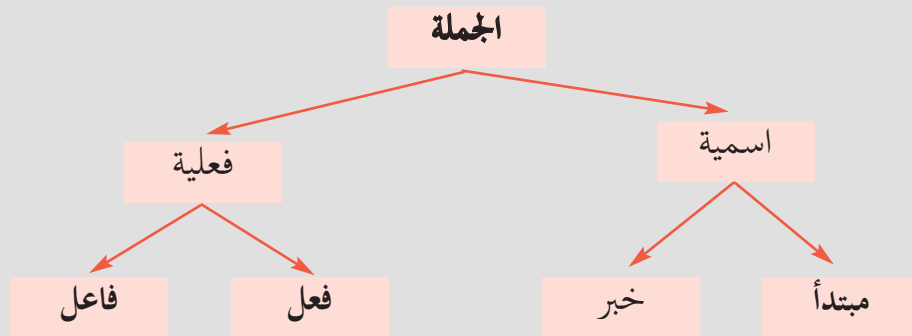 الجملة
اسمية
فعلية
مبتدأ
خبر
فعل
فاعل